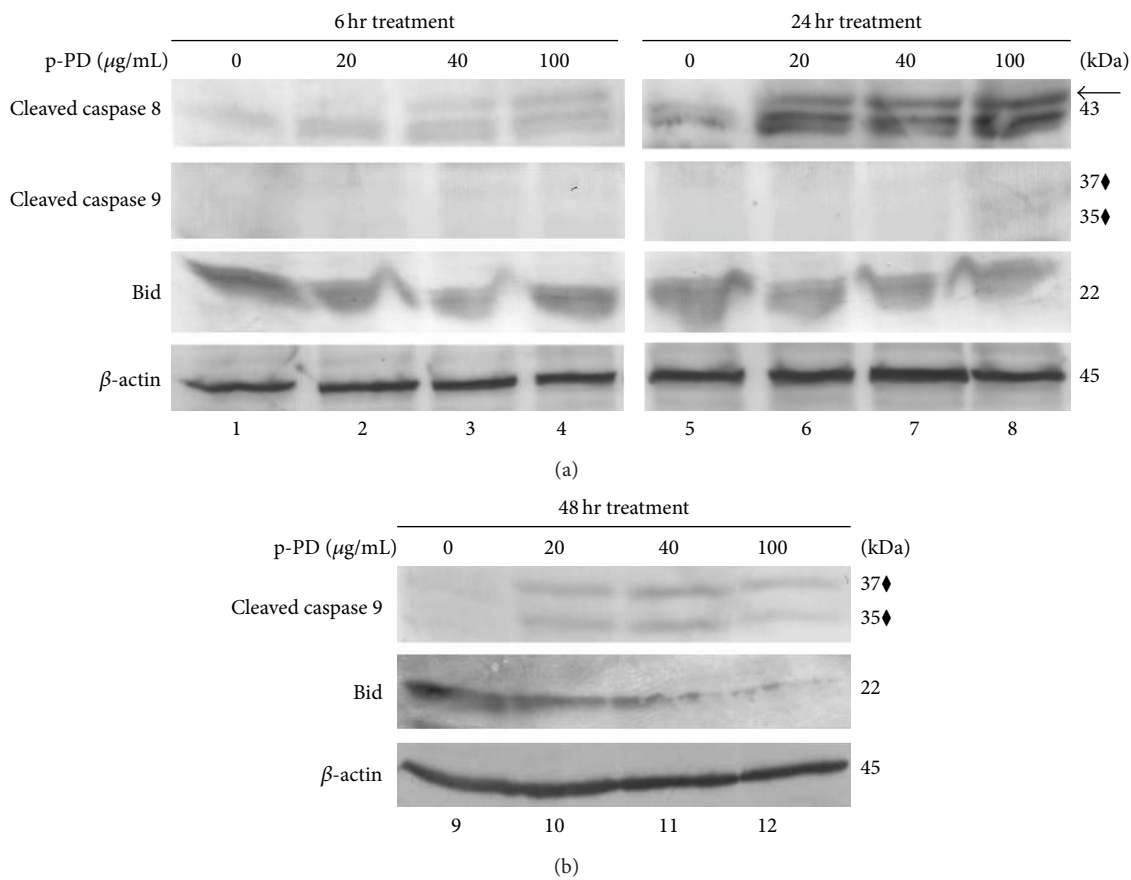 6 hr treatment 24 hr treatment
p-PD (μg/mL) 0 20 40 100 0 20 40 100 (kDa)
Cleaved caspase 8 43
Cleaved caspase 9 37♦
35♦
Bid 22
β-actin 45
1 2 3 4 5 6 7 8
(a)
48 hr treatment
p-PD (μg/mL) 0 20 40 100 (kDa)
Cleaved caspase 9 37♦
35♦
Bid 22
β-actin 45
9 10 11 12
(b)